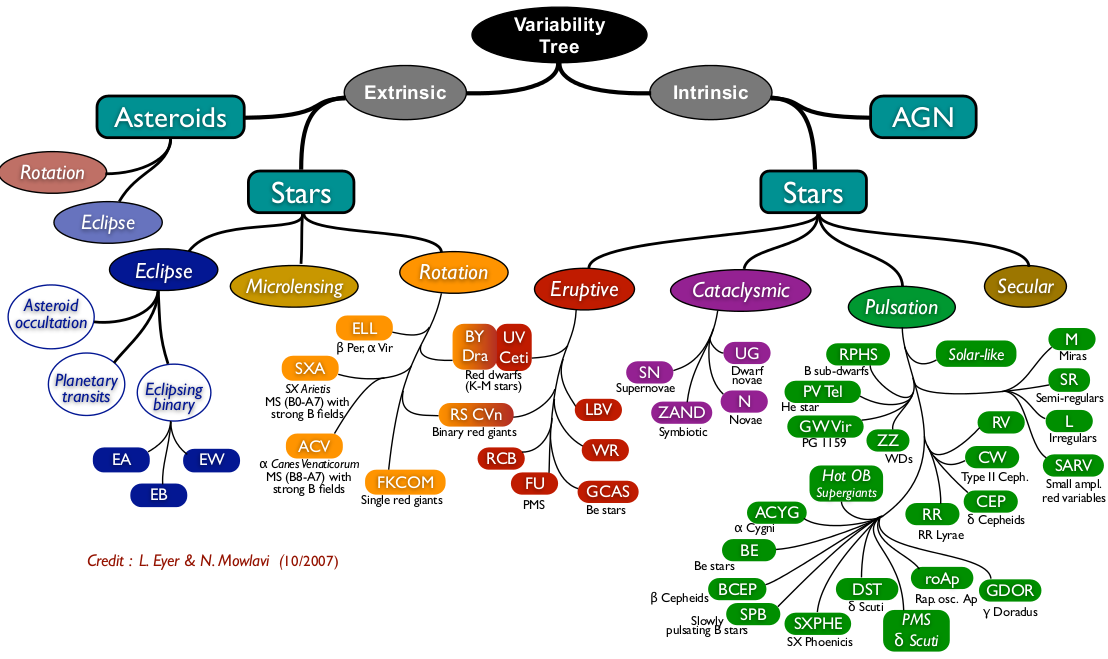 Variability
Tree
Extrinsic
Intrinsic
Asteroids
AGN
Rotation
Eclipse
Stars
Stars
Eclipse
Microlensing
Rotation
Eruptive
Cataclysmic
Pulsation
Secular
Asteroid
occultation
Planetary
transits
Eclipsing
binary
EA
EB
EW
ELL
β Per, α Vir
SXA
SX Arietis
MS (B0-A7) with
strong B fields
ACV
α Canes Venaticorum
MS (B8-A7) with
strong B fields
FKCOM
Single red giants
BY
Dra
UV
Ceti
Red dwarfs
(K-M stars)
RS CVn
Binary red giants
LBV
WR
RCB
FU
PMS
GCAS
Be stars
SN
Supernovae
UG
Dwarf
novae
ZAND
Symbiotic
N
Novae
Solar-like
RPHS
B sub-dwarfs
PV Tel
He star
GW Vir
PG 1159
ZZ
WDs
M
Miras
SR
Semi-regulars
L
Irregulars
SARV
Small ampl.
red variables
RV
CW
Type II Ceph.
CEP
δ Cepheids
RR
RR Lyrae
Hot OB
Supergiants
ACYG
α Cygni
BE
Be stars
BCEP
β Cepheids
SPB
Slowly
pulsating B stars
SXPHE
SX Phoenicis
DST
δ Scuti
PMS
δ Scuti
roAp
Rap. osc. Ap
GDOR
γ Doradus
Credit : L. Eyer & N. Mowlavi (10/2007)